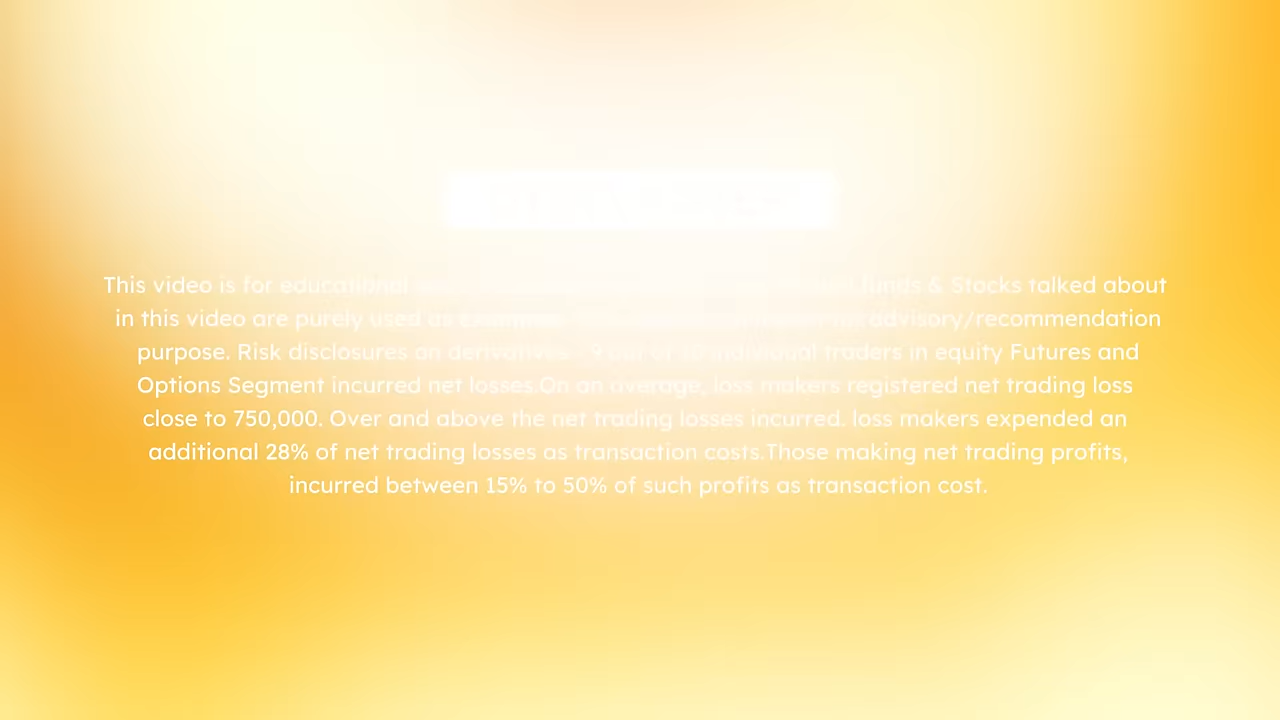 This video is for educational funds & Stocks talked about
in this video are purely used as advisory/recommendation
purpose. Risk disclosures on derivatives individual traders in equity Futures and
Options Segment incurred net losses.On an average, loss makers registered net trading loss
close to 750,000. Over and above the net trading losses incurred. loss makers expended an
additional 28% of net trading losses as transaction costs.Those making net trading profits,
incurred between 15% to 50% of such profits as transaction cost.